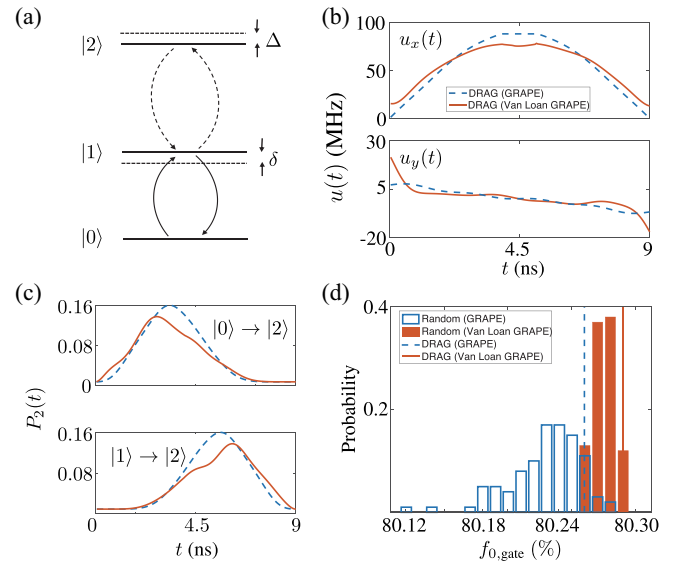 (a)
|2⟩
Δ
|1⟩
δ
|0⟩
(b)
u_x(t)
100
50
0
DRAG (GRAPE)
DRAG (Van Loan GRAPE)
u(t) (MHz)
u_y(t)
30
5
-20
0
4.5
9
t (ns)
(c)
0.16
0.08
0
|0⟩ → |2⟩
P_2(t)
0.16
0.08
|1⟩ → |2⟩
0
4.5
9
t (ns)
(d)
0.4
0.2
Probability
Random (GRAPE)
Random (Van Loan GRAPE)
DRAG (GRAPE)
DRAG (Van Loan GRAPE)
80.12
80.18
80.24
80.30
f_{0,gate} (%)